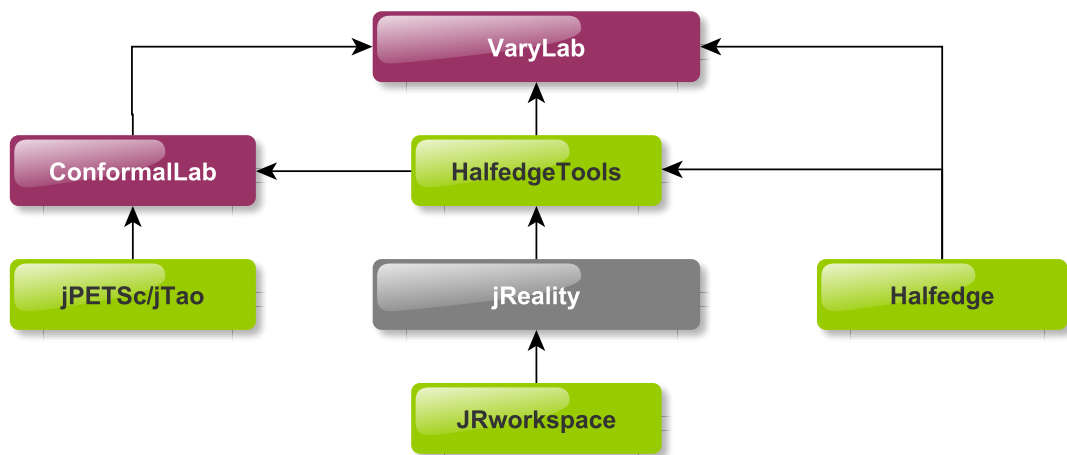 VaryLab
ConformalLab
HalfedgeTools
jPETSc/jTao
jReality
Halfedge
JRworkspace